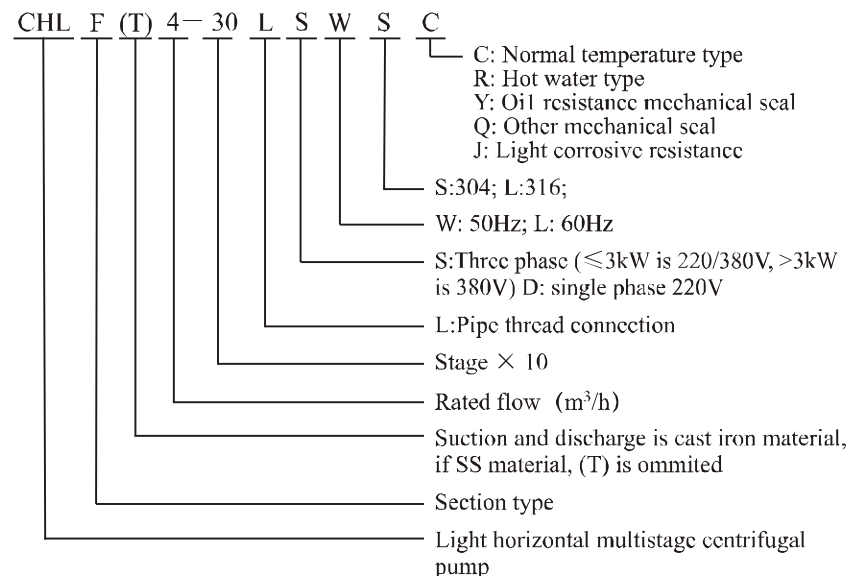 CHL F (T) 4－30 L S W S C
C: Normal temperature type
R: Hot water type
Y: Oil resistance mechanical seal
Q: Other mechanical seal
J: Light corrosive resistance
S:304; L:316;
W: 50Hz; L: 60Hz
S:Three phase (≤3kW is 220/380V, >3kW
is 380V) D: single phase 220V
L:Pipe thread connection
Stage × 10
Rated flow (m³/h)
Suction and discharge is cast iron material,
if SS material, (T) is ommited
Section type
Light horizontal multistage centrifugal
pump